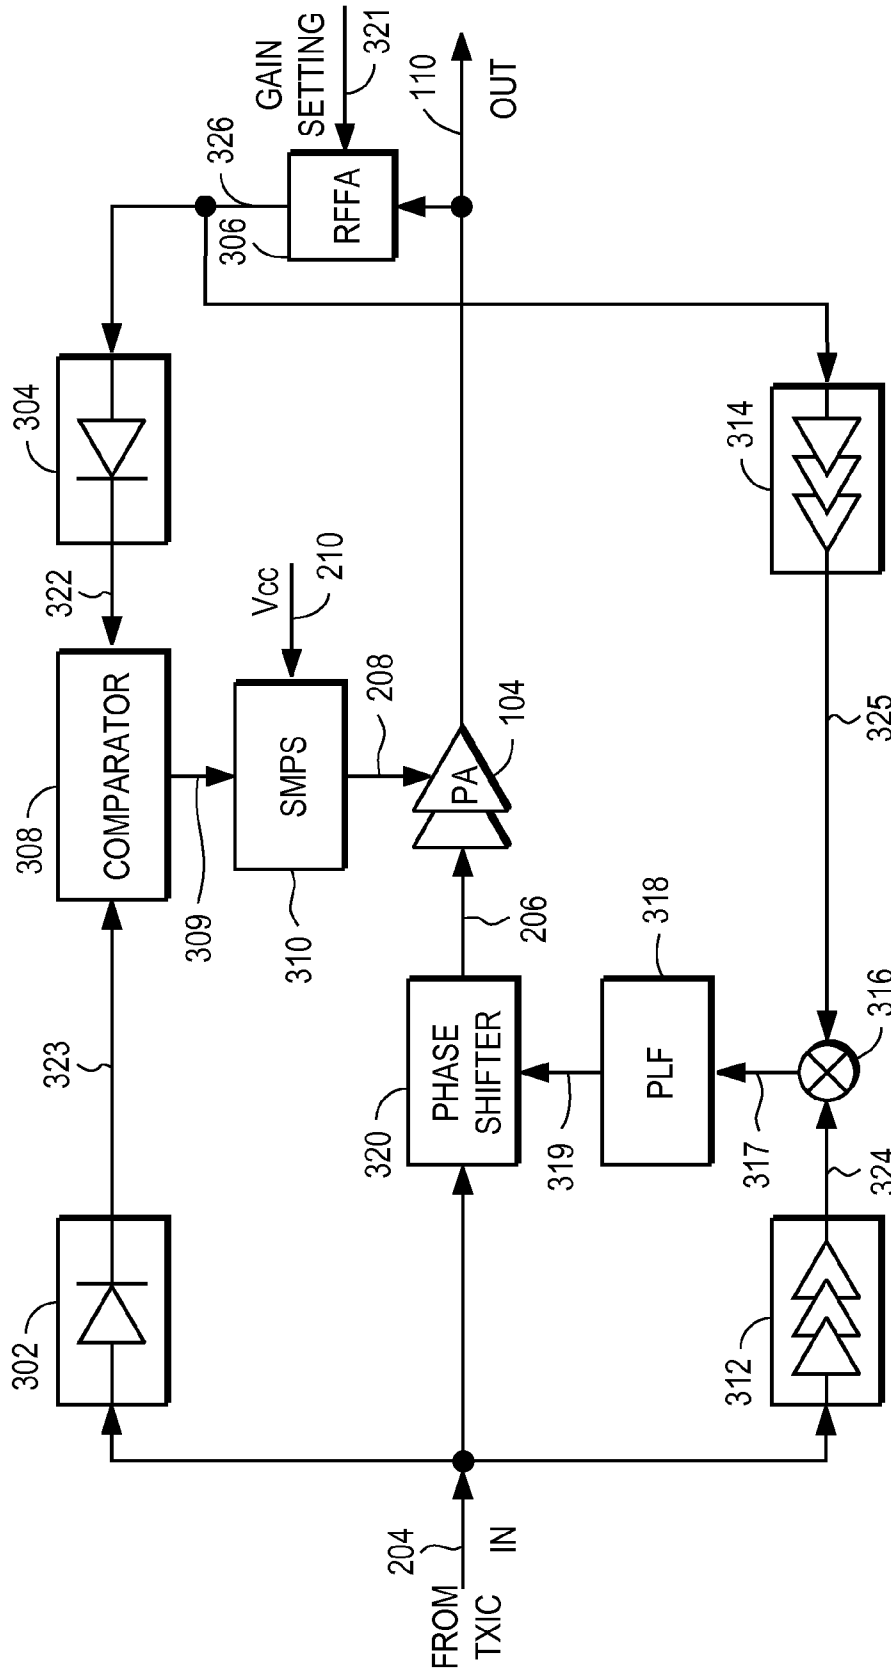 302
323
308
COMPARATOR
322
304
309
310
SMPS
Vcc
210
208
306
326
RFFA
GAIN
SETTING
321
204
FROM
TXIC
IN
320
PHASE
SHIFTER
206
PA
104
110
OUT
319
PLF
318
317
316
312
324
325
314